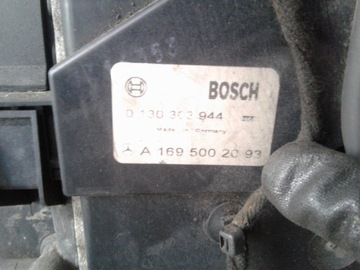 BOSCH
0 130 303 944
Made in Germany
A 169 500 20 93